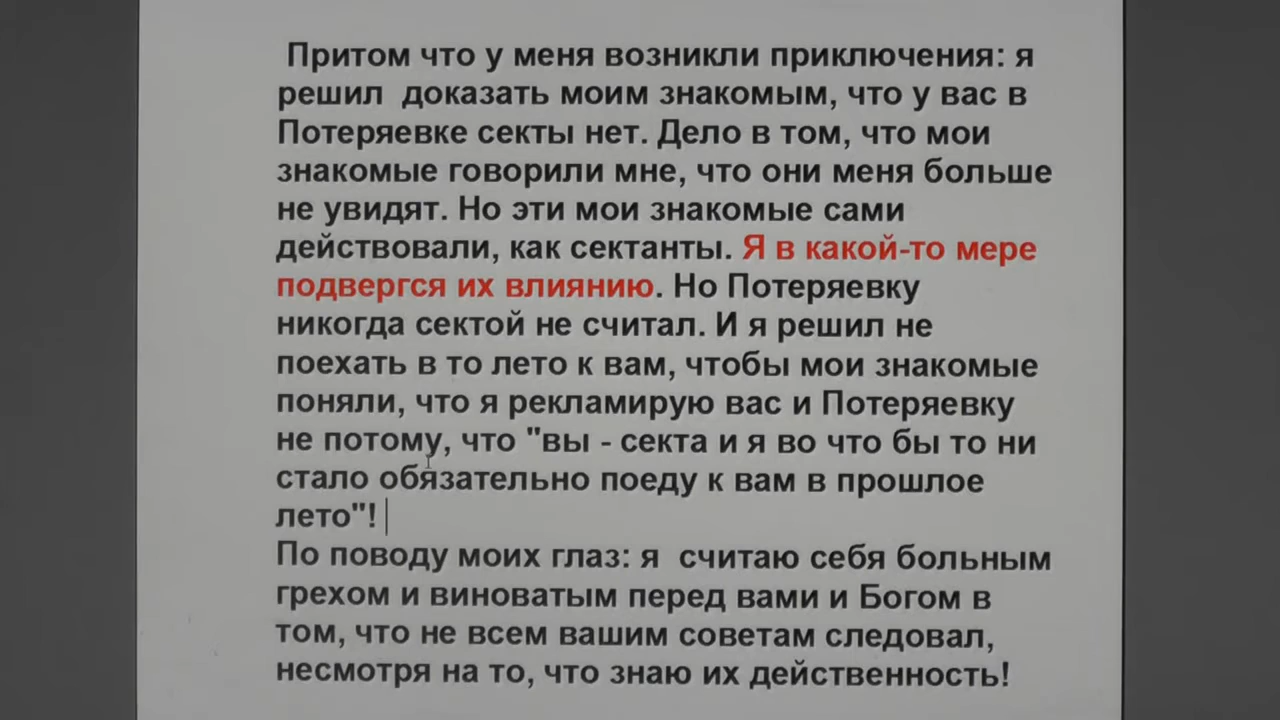 Притом что у меня возникли приключения: я
решил доказать моим знакомым, что у вас в
Потеряевке секты нет. Дело в том, что мои
знакомые говорили мне, что они меня больше
не увидят. Но эти мои знакомые сами
действовали, как сектанты. Я в какой-то мере
подвергся их влиянию. Но Потеряевку
никогда сектой не считал. И я решил не
поехать в то лето к вам, чтобы мои знакомые
поняли, что я рекламирую вас и Потеряевку
не потому, что "вы - секта и я во что бы то ни
стало обязательно поеду к вам в прошлое
лето"!
По поводу моих глаз: я считаю себя больным
грехом и виноватым перед вами и Богом в
том, что не всем вашим советам следовал,
несмотря на то, что знаю их действенность!